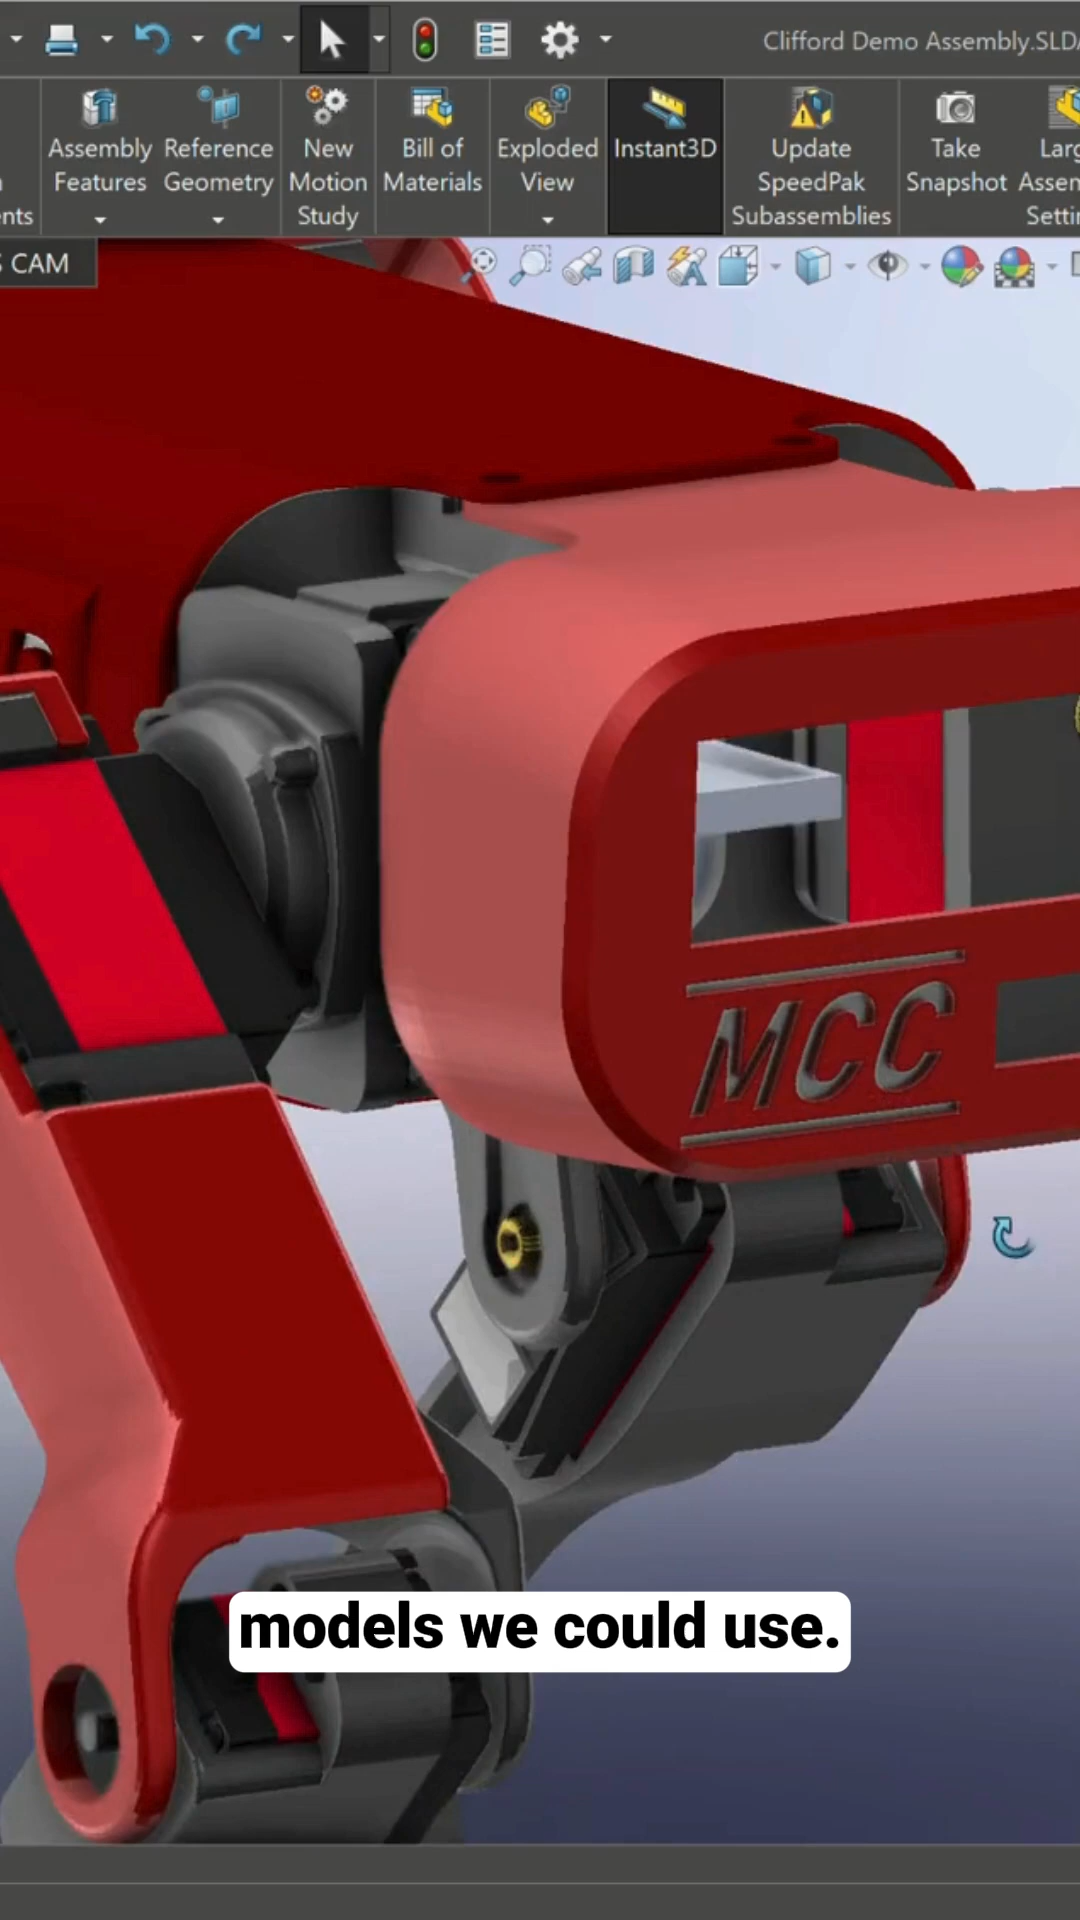 Clifford Demo Assembly.SLD
Assembly Features
Reference Geometry
New Motion Study
Bill of Materials
Exploded View
Instant3D
Update SpeedPak Subassemblies
Take Snapshot
CAM
MCC
models we could use.